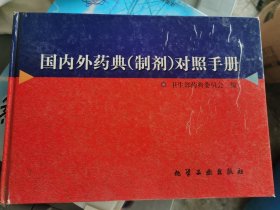 国内外药典(制剂)对照手册
卫生部药典委员会 编
化学工业出版社